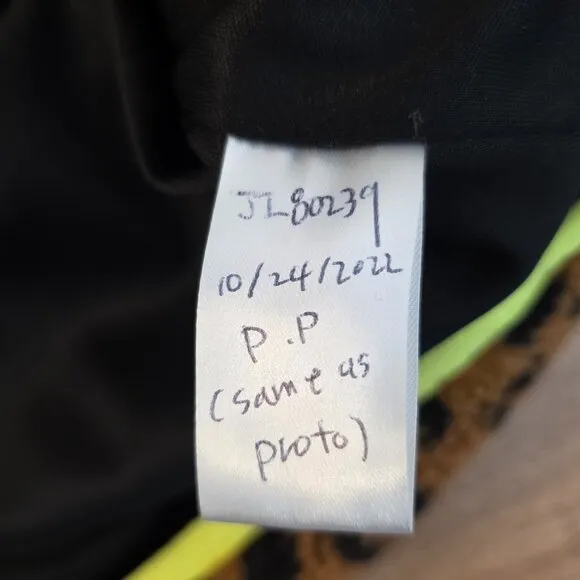 JL80239
10/24/2022
P.P
(same as
proto)